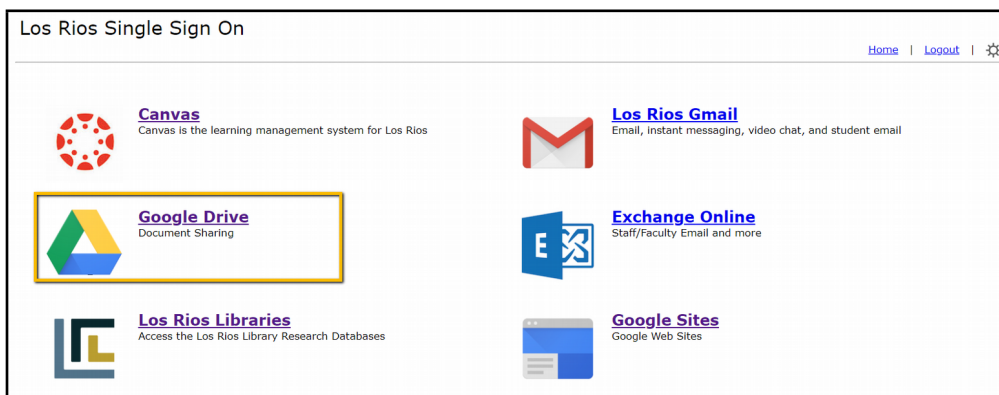 Los Rios Single Sign On
Home | Logout |
Canvas
Canvas is the learning management system for Los Rios
Los Rios Gmail
Email, instant messaging, video chat, and student email
Google Drive
Document Sharing
Exchange Online
Staff/Faculty Email and more
E
Los Rios Libraries
Access the Los Rios Library Research Databases
Google Sites
Google Web Sites